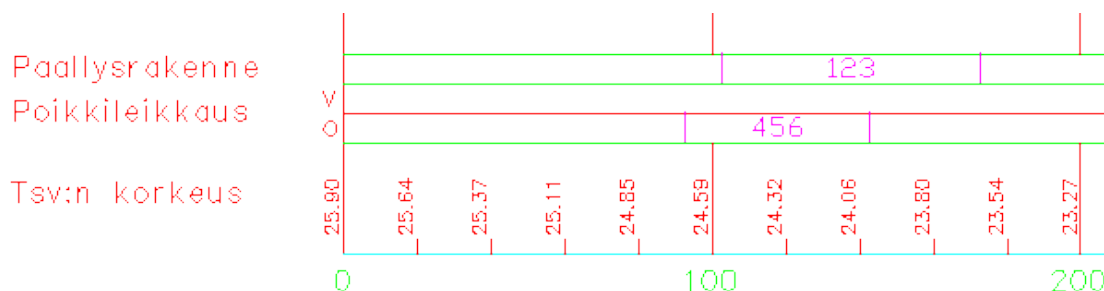 Paallysrakenne 123
V
Poikkileikkaus
O 456
Tsv:n korkeus 25.90 25.64 25.37 25.11 24.85 24.59 24.32 24.06 23.80 23.54 23.27
0 100 200